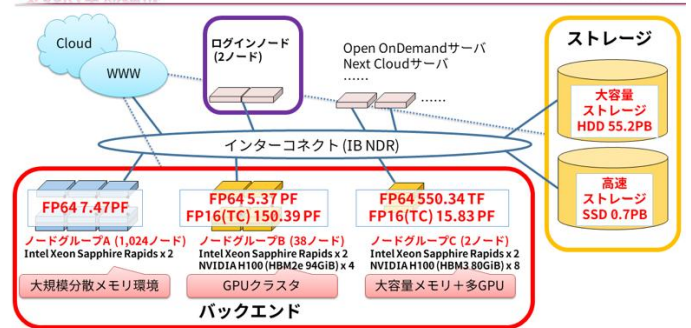 Cloud
WWW
ログインノード
(2ノード)
Open OnDemandサーバ
Next Cloudサーバ
……
……
ストレージ
大容量
ストレージ
HDD 55.2PB
高速
ストレージ
SSD 0.7PB
インターコネクト (IB NDR)
FP64 7.47PF
ノードグループA (1,024ノード)
Intel Xeon Sapphire Rapids x 2
大規模分散メモリ環境
FP64 5.37 PF
FP16(TC) 150.39 PF
ノードグループB (38ノード)
Intel Xeon Sapphire Rapids x 2
NVIDIA H100 (HBM2e 94GiB) x 4
GPUクラスタ
FP64 550.34 TF
FP16(TC) 15.83 PF
ノードグループC (2ノード)
Intel Xeon Sapphire Rapids x 2
NVIDIA H100 (HBM3 80GiB) x 8
大容量メモリ＋多GPU
バックエンド